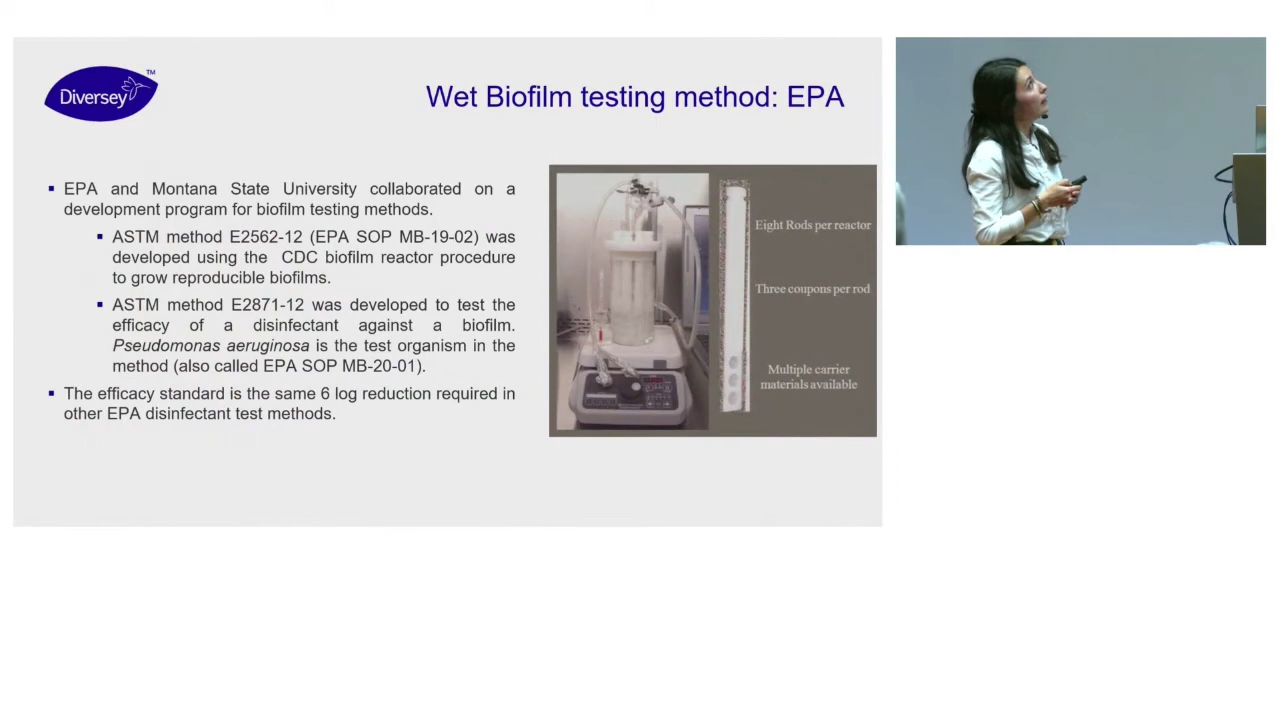 Diversey™
Wet Biofilm testing method: EPA
▪ EPA and Montana State University collaborated on a
development program for biofilm testing methods.
▪ ASTM method E2562-12 (EPA SOP MB-19-02) was
developed using the CDC biofilm reactor procedure
to grow reproducible biofilms.
▪ ASTM method E2871-12 was developed to test the
efficacy of a disinfectant against a biofilm.
Pseudomonas aeruginosa is the test organism in the
method (also called EPA SOP MB-20-01).
▪ The efficacy standard is the same 6 log reduction required in
other EPA disinfectant test methods.
Eight Rods per reactor
Three coupons per rod
Multiple carrier
materials available